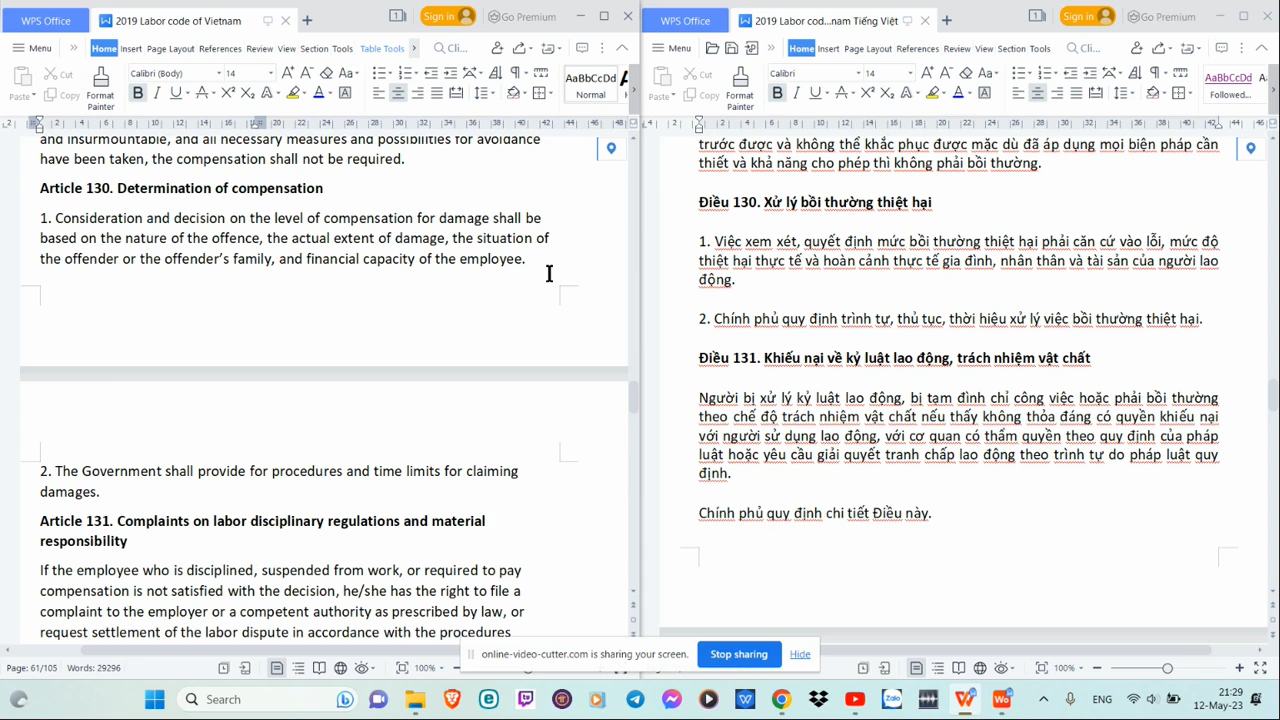 WPS Office
2019 Labor code of Vietnam
1
Sign in
Go Premium
WPS Office
2019 Labor cod...nam Tiếng Việt
1
Sign in
Go Premium
Menu
Home Insert Page Layout References Review View Section Tools Table Tools
Cli...
Menu
Home Insert Page Layout References Review View Section Tools
Cli...
Paste Cut Copy Format Painter
Calibri (Body) 14
AaBbCcDd
Normal
Paste Cut Copy Format Painter
Calibri 14
AaBbCcDd
Followed...
and insurmountable, and all necessary measures and possibilities for avoidance
have been taken, the compensation shall not be required.
Article 130. Determination of compensation
1. Consideration and decision on the level of compensation for damage shall be
based on the nature of the offence, the actual extent of damage, the situation of
the offender or the offender’s family, and financial capacity of the employee.
2. The Government shall provide for procedures and time limits for claiming
damages.
Article 131. Complaints on labor disciplinary regulations and material
responsibility
If the employee who is disciplined, suspended from work, or required to pay
compensation is not satisfied with the decision, he/she has the right to file a
complaint to the employer or a competent authority as prescribed by law, or
request settlement of the labor dispute in accordance with the procedures
trước được và không thể khắc phục được mặc dù đã áp dụng mọi biện pháp cần
thiết và khả năng cho phép thì không phải bồi thường.
Điều 130. Xử lý bồi thường thiệt hại
1. Việc xem xét, quyết định mức bồi thường thiệt hại phải căn cứ vào lỗi, mức độ
thiệt hại thực tế và hoàn cảnh thực tế gia đình, nhân thân và tài sản của người lao
động.
2. Chính phủ quy định trình tự, thủ tục, thời hiệu xử lý việc bồi thường thiệt hại.
Điều 131. Khiếu nại về kỷ luật lao động, trách nhiệm vật chất
Người bị xử lý kỷ luật lao động, bị tạm đình chỉ công việc hoặc phải bồi thường
theo chế độ trách nhiệm vật chất nếu thấy không thỏa đáng có quyền khiếu nại
với người sử dụng lao động, với cơ quan có thẩm quyền theo quy định của pháp
luật hoặc yêu cầu giải quyết tranh chấp lao động theo trình tự do pháp luật quy
định.
Chính phủ quy định chi tiết Điều này.
online-video-cutter.com is sharing your screen.
Stop sharing
Hide
Page: 61/105 Words: 29296
100%
100%
Search
ENG
21:29
12-May-23